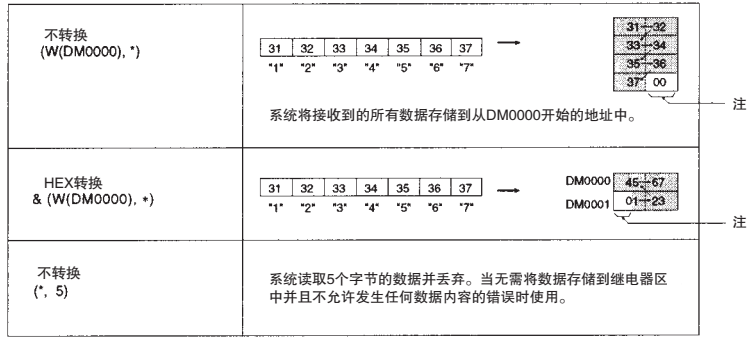 不转换
(W(DM0000), *)
31 32 33 34 35 36 37
"1" "2" "3" "4" "5" "6" "7"
31 32
33 34
35 36
37 00
注
系统将接收到的所有数据存储到从DM0000开始的地址中。
HEX转换
& (W(DM0000), *)
31 32 33 34 35 36 37
"1" "2" "3" "4" "5" "6" "7"
DM0000 45 67
DM0001 01 23
注
不转换
(*, 5)
系统读取5个字节的数据并丢弃。当无需将数据存储到继电器区
中并且不允许发生任何数据内容的错误时使用。